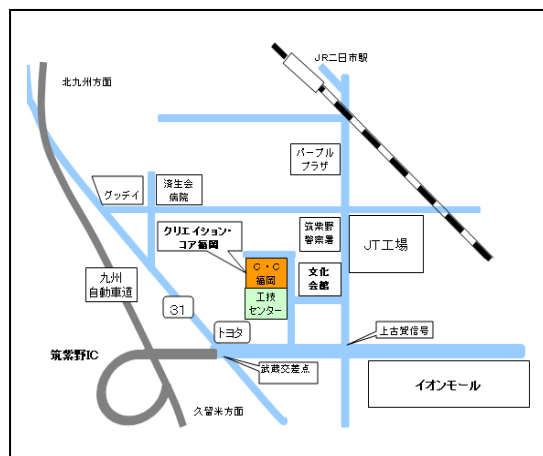 JR二日市駅
北九州方面
パープル
プラザ
済生会
病院
グッデイ
筑紫野
警察署
クリエイション・
コア福岡
JT工場
C・C
福岡
文化
会館
九州
自動車道
工技
センター
31
トヨタ
上古賀信号
筑紫野IC
武蔵交差点
イオンモール
久留米方面